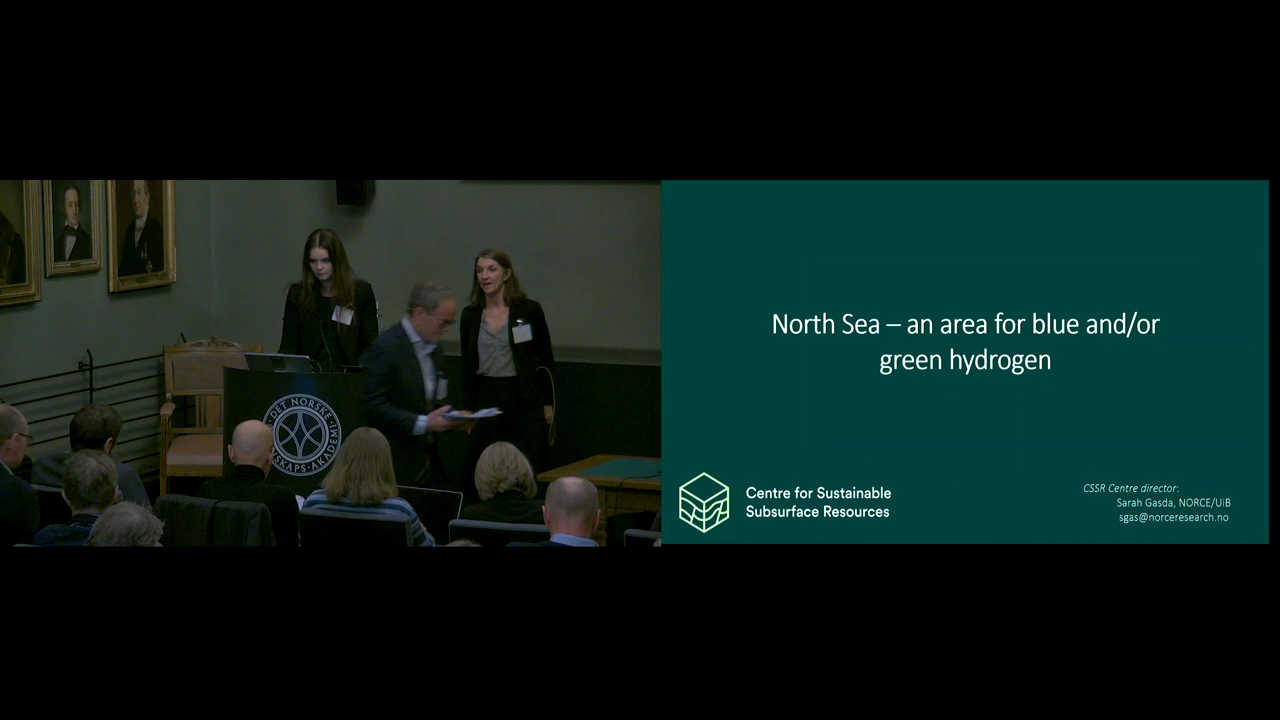 DET NORSKE
SKAPS-AKADEM
North Sea – an area for blue and/or
green hydrogen
Centre for Sustainable
Subsurface Resources
CSSR Centre director:
Sarah Gasda, NORCE/UiB
sgas@norceresearch.no